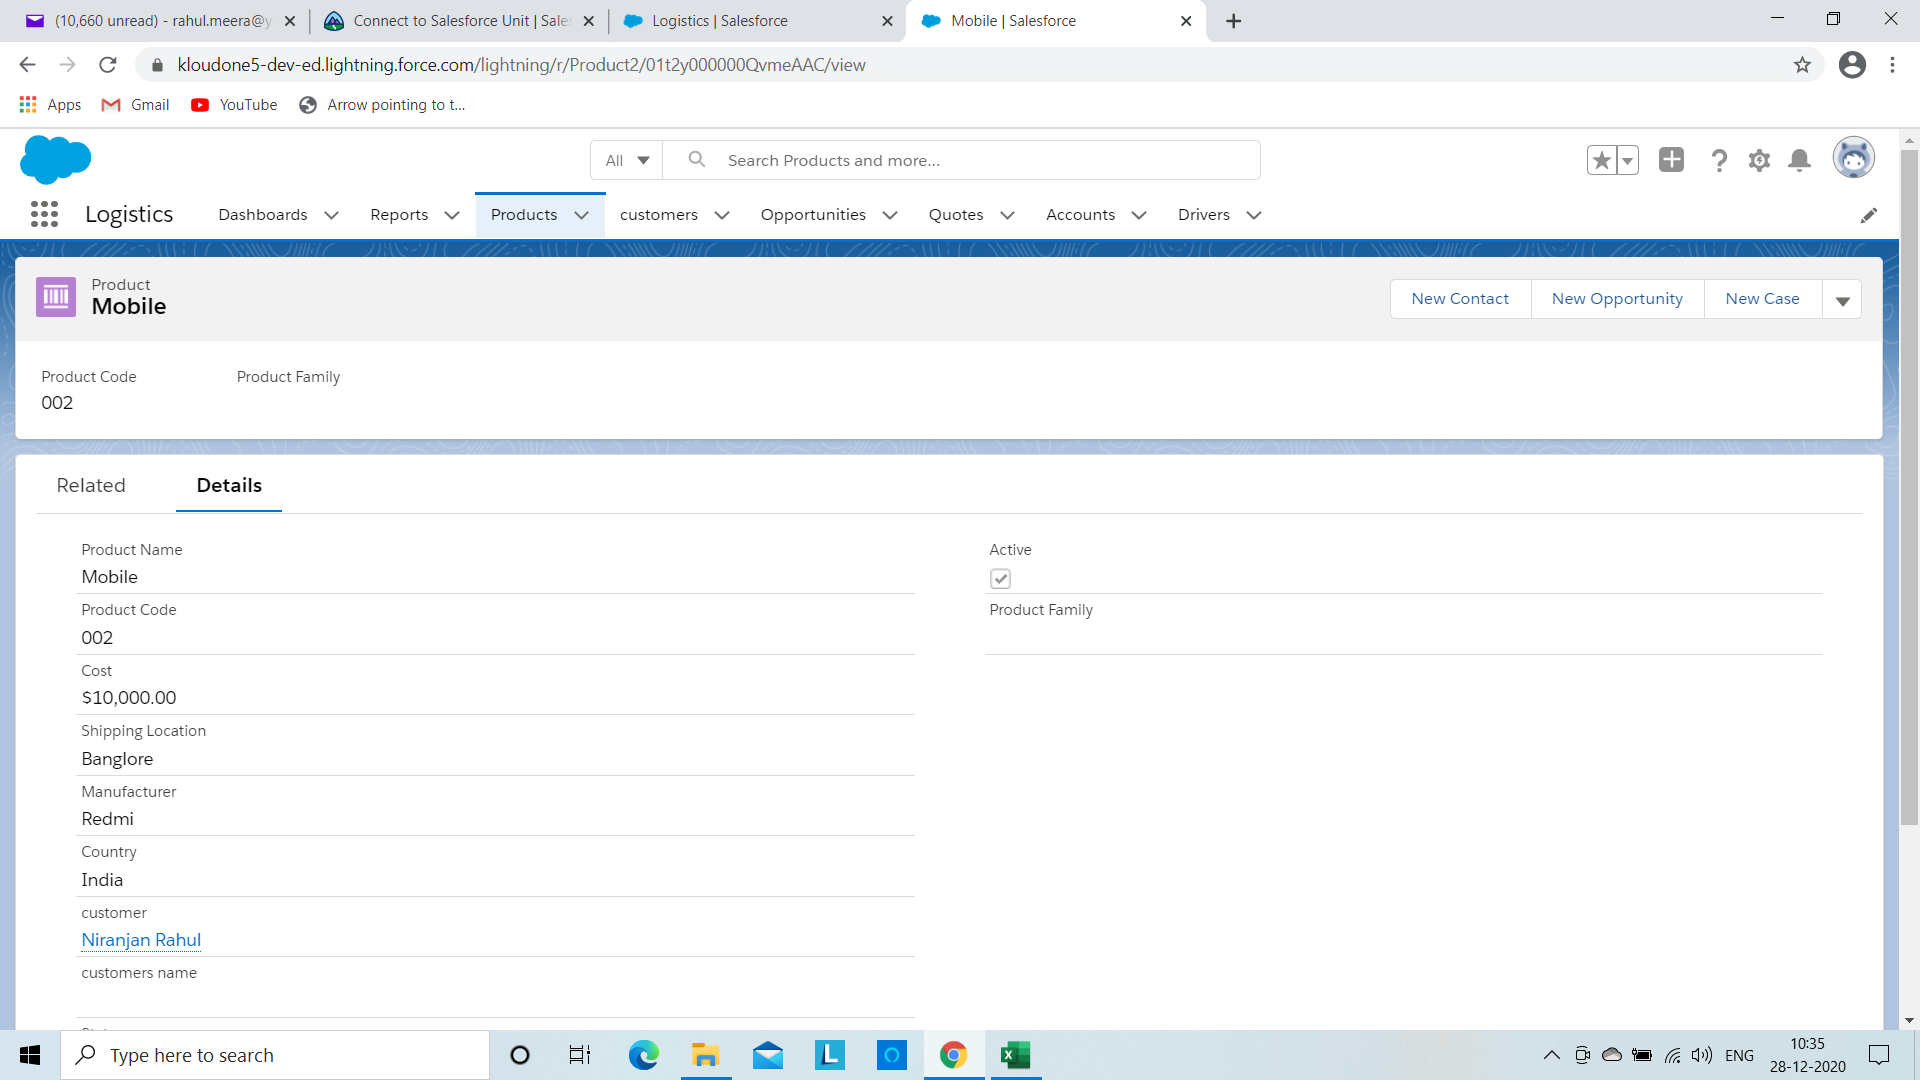 (10,660 unread) - rahul.meera@y
Connect to Salesforce Unit | Sales
Logistics | Salesforce
Mobile | Salesforce
kloudone5-dev-ed.lightning.force.com/lightning/r/Product2/01t2y000000QvmeAAC/view
Apps
Gmail
YouTube
Arrow pointing to t...
All
Search Products and more...
Logistics
Dashboards
Reports
Products
customers
Opportunities
Quotes
Accounts
Drivers
Product
Mobile
New Contact
New Opportunity
New Case
Product Code
Product Family
002
Related
Details
Product Name
Mobile
Active
Product Code
002
Product Family
Cost
$10,000.00
Shipping Location
Banglore
Manufacturer
Redmi
Country
India
customer
Niranjan Rahul
customers name
Type here to search
L
ENG
10:35
28-12-2020